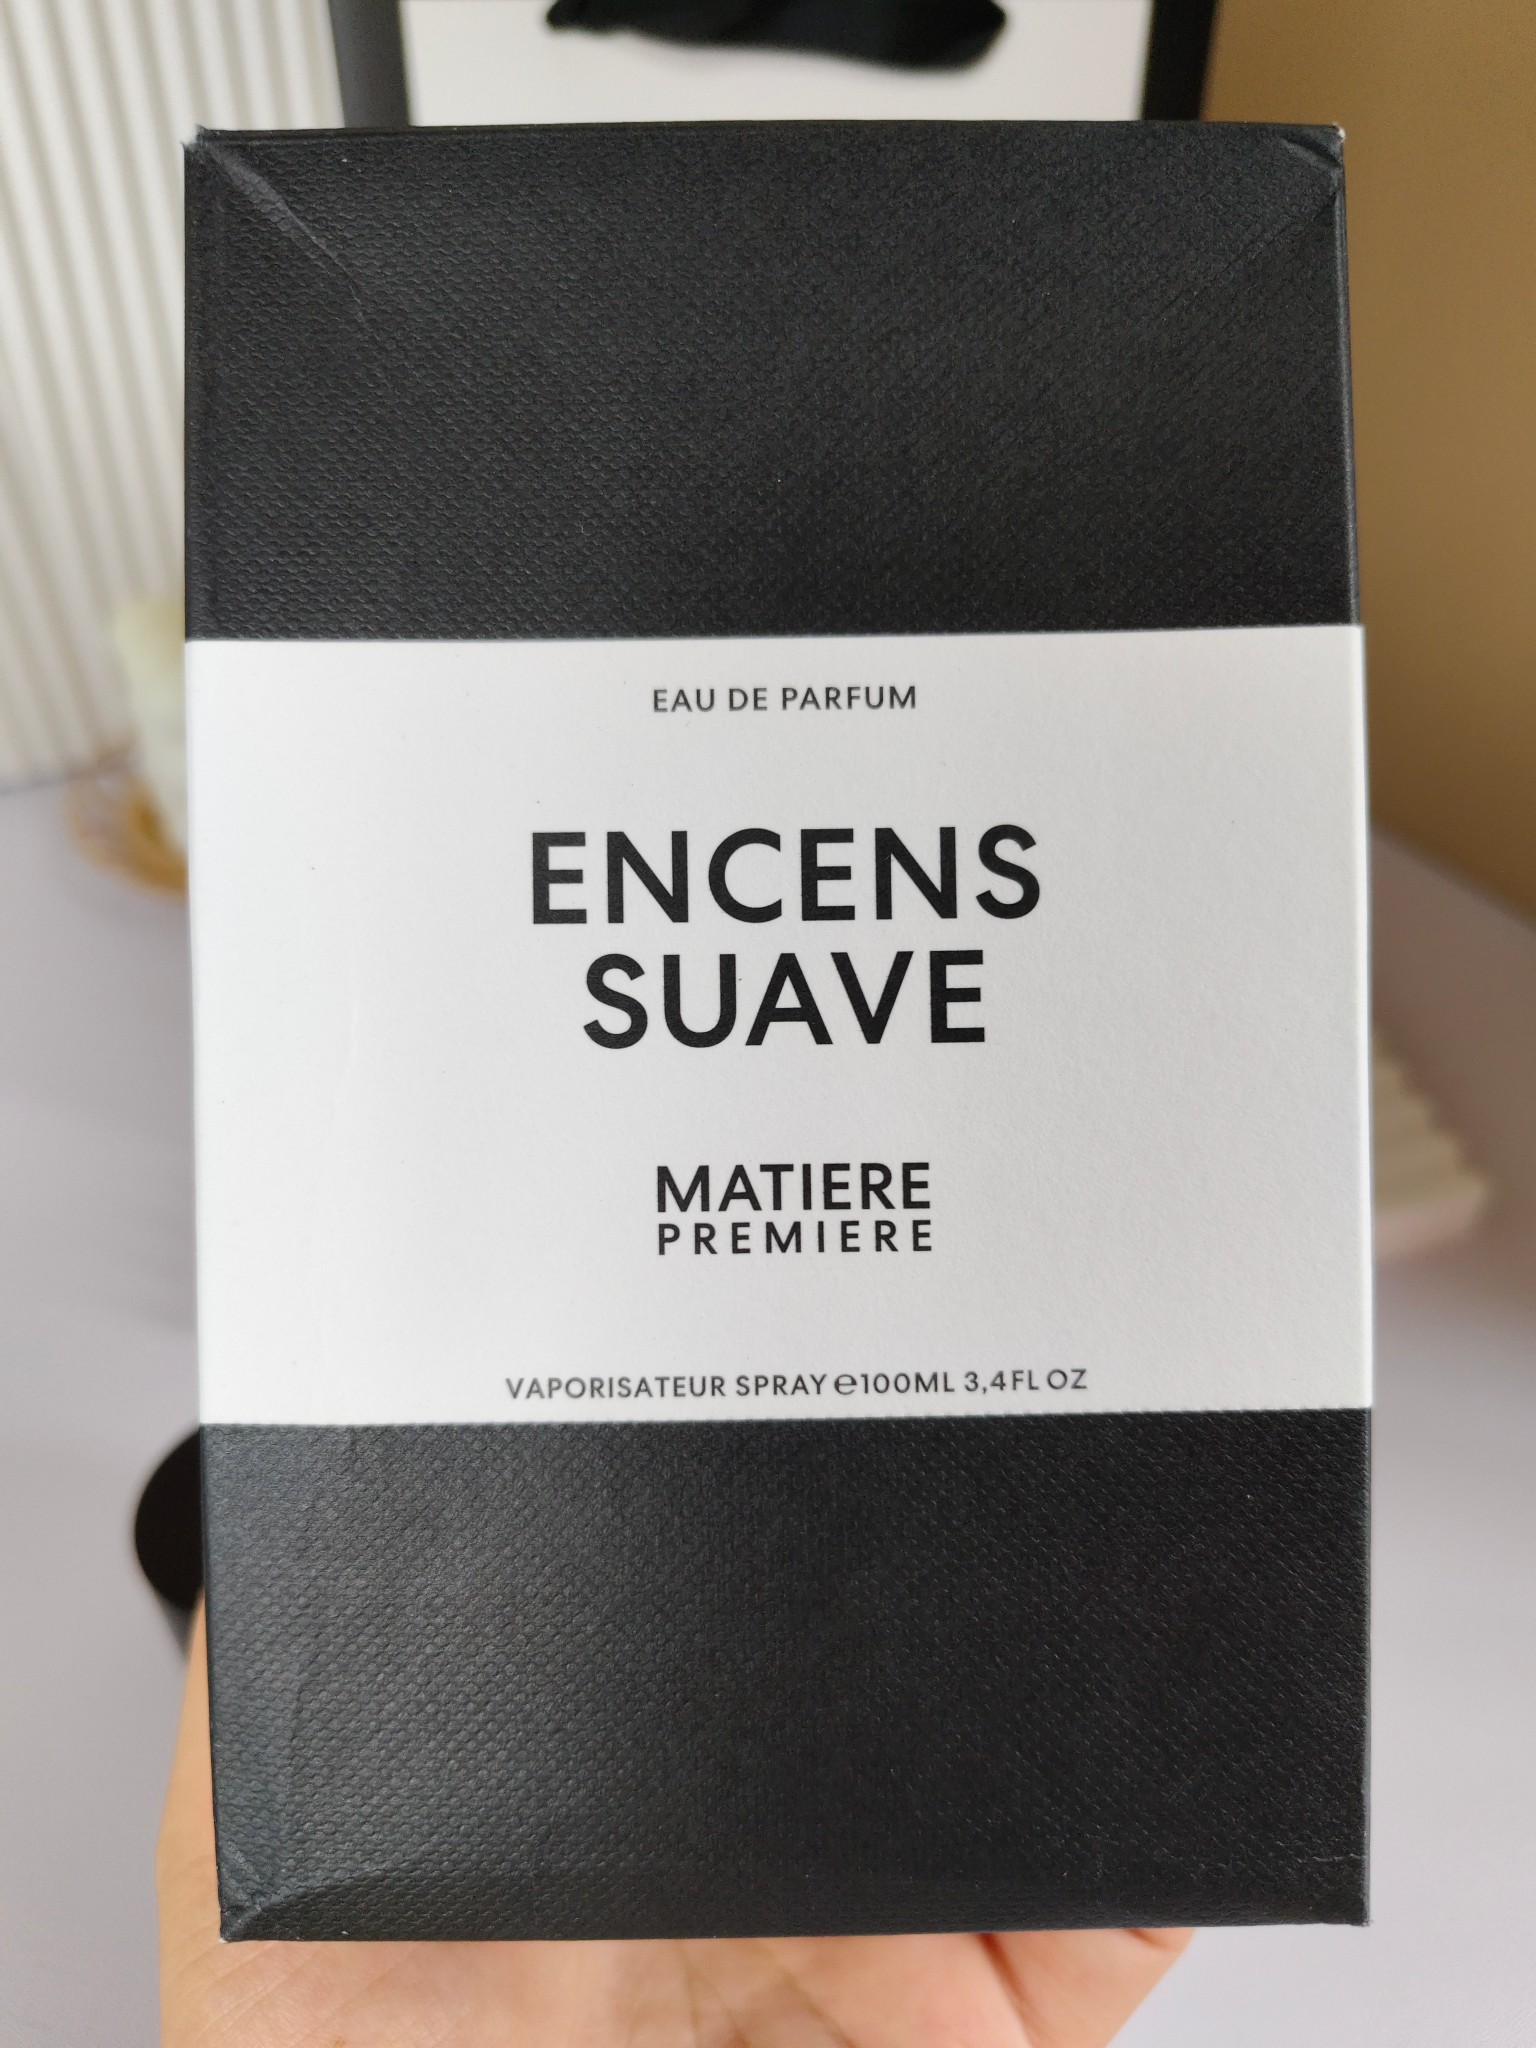 EAU DE PARFUM
ENCENS
SUAVE
MATIERE
PREMIERE
VAPORISATEUR SPRAY ℮100ML 3,4FL OZ